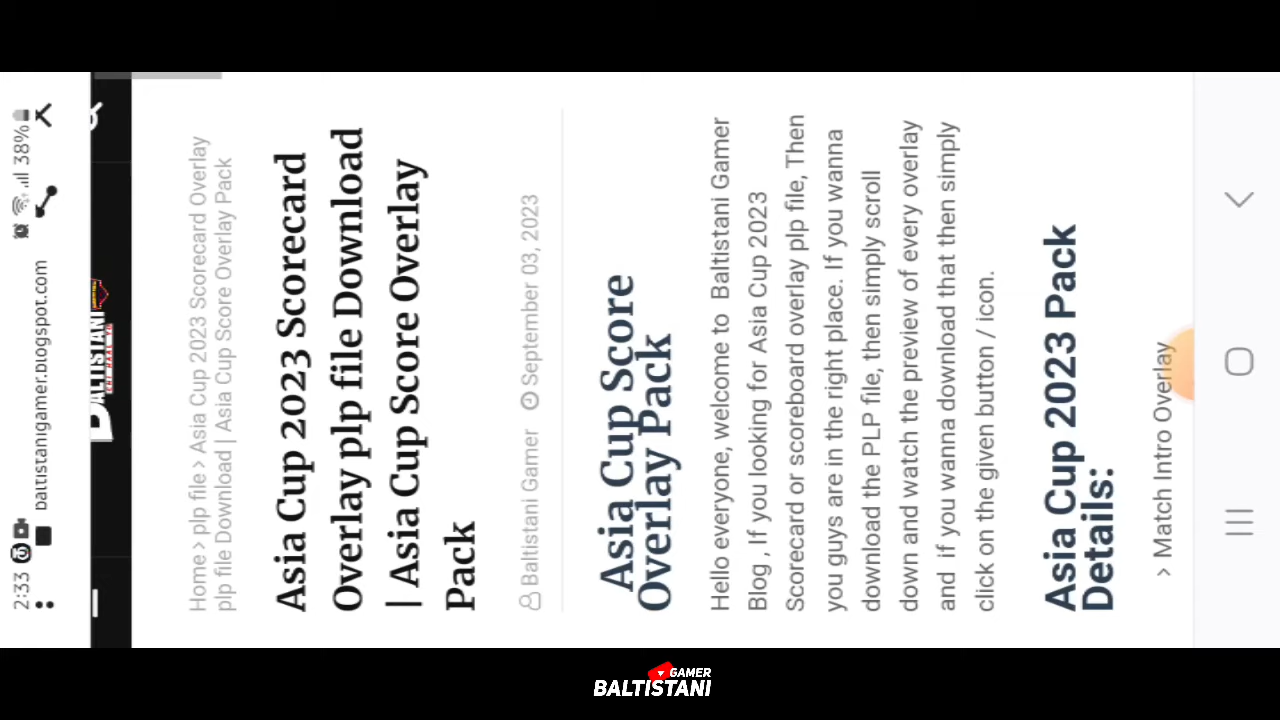 2:33
38%
baltistanigamer.blogspot.com
BALTISTANI
Home > plp file > Asia Cup 2023 Scorecard Overlay
plp file Download | Asia Cup Score Overlay Pack
Asia Cup 2023 Scorecard
Overlay plp file Download
| Asia Cup Score Overlay
Pack
Baltistani Gamer
September 03, 2023
Asia Cup Score
Overlay Pack
Hello everyone, welcome to Baltistani Gamer
Blog , If you looking for Asia Cup 2023
Scorecard or scoreboard overlay plp file, Then
you guys are in the right place. If you wanna
download the PLP file, then simply scroll
down and watch the preview of every overlay
and if you wanna download that then simply
click on the given button / icon.
Asia Cup 2023 Pack
Details:
> Match Intro Overlay
GAMER
BALTISTANI